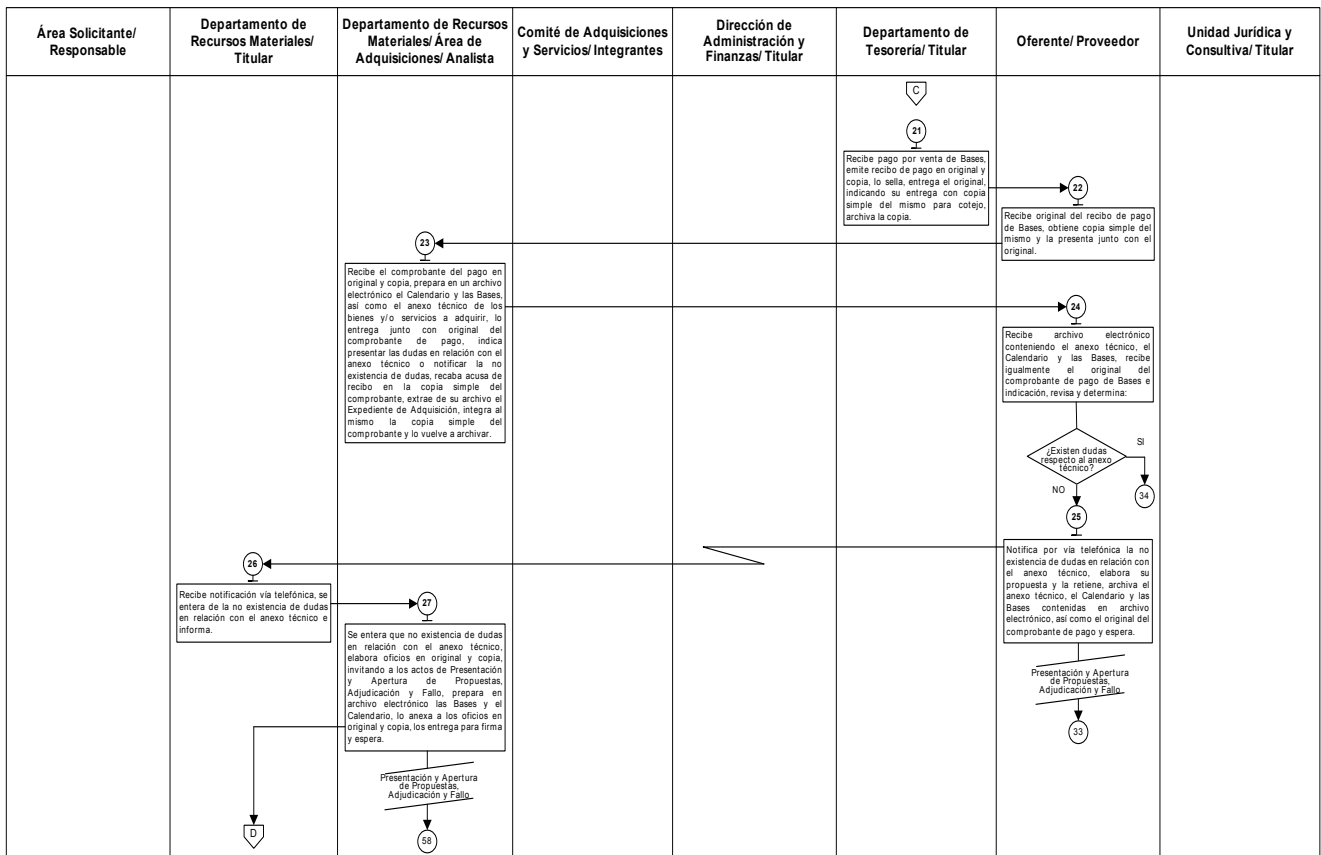 Área Solicitante/
Responsable
Departamento de
Recursos Materiales/
Titular
Departamento de Recursos
Materiales/ Área de
Adquisiciones/ Analista
Comité de Adquisiciones
y Servicios/ Integrantes
Dirección de
Administración y
Finanzas/ Titular
Departamento de
Tesorería/ Titular
Oferente/ Proveedor
Unidad Jurídica y
Consultiva/ Titular
C
21
Recibe pago por venta de Bases,
emite recibo de pago en original y
copia, lo sella, entrega el original,
indicando su entrega con copia
simple del mismo para cotejo,
archiva la copia.
22
Recibe original del recibo de pago
de Bases, obtiene copia simple del
mismo y la presenta junto con el
original.
23
Recibe el comprobante del pago en
original y copia, prepara en un archivo
electrónico el Calendario y las Bases,
así como el anexo técnico de los
bienes y/o servicios a adquirir, lo
entrega junto con original del
comprobante de pago, indica
presentar las dudas en relación con el
anexo técnico o notificar la no
existencia de dudas, recaba acusa de
recibo en la copia simple del
comprobante, extrae de su archivo el
Expediente de Adquisición, integra al
mismo la copia simple del
comprobante y lo vuelve a archivar.
24
Recibe archivo electrónico
conteniendo el anexo técnico, el
Calendario y las Bases, recibe
igualmente el original del
comprobante de pago de Bases e
indicación, revisa y determina:
¿Existen dudas
respecto al anexo
técnico?
SI
34
NO
25
Notifica por vía telefónica la no
existencia de dudas en relación con
el anexo técnico, elabora su
propuesta y la retiene, archiva el
anexo técnico, el Calendario y las
Bases contenidas en archivo
electrónico, así como el original del
comprobante de pago y espera.
26
Recibe notificación vía telefónica, se
entera de la no existencia de dudas
en relación con el anexo técnico e
informa.
27
Se entera que no existencia de dudas
en relación con el anexo técnico,
elabora oficios en original y copia,
invitando a los actos de Presentación
y Apertura de Propuestas,
Adjudicación y Fallo, prepara en
archivo electrónico las Bases y el
Calendario, lo anexa a los oficios en
original y copia, los entrega para firma
y espera.
Presentación y Apertura
de Propuestas,
Adjudicación y Fallo
33
Presentación y Apertura
de Propuestas,
Adjudicación y Fallo
D
58